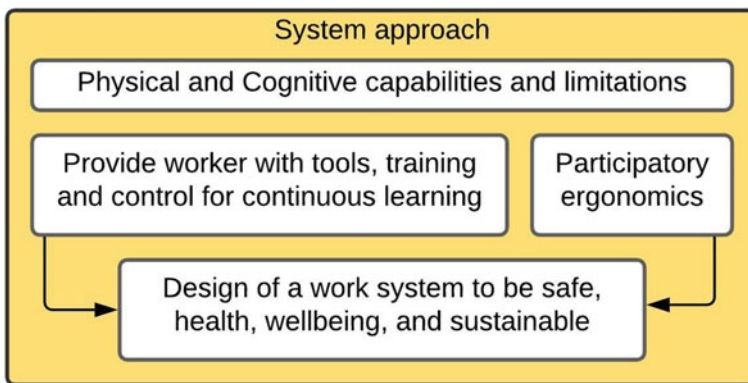 System approach
Physical and Cognitive capabilities and limitations
Provide worker with tools, training
and control for continuous learning
Participatory
ergonomics
Design of a work system to be safe,
health, wellbeing, and sustainable